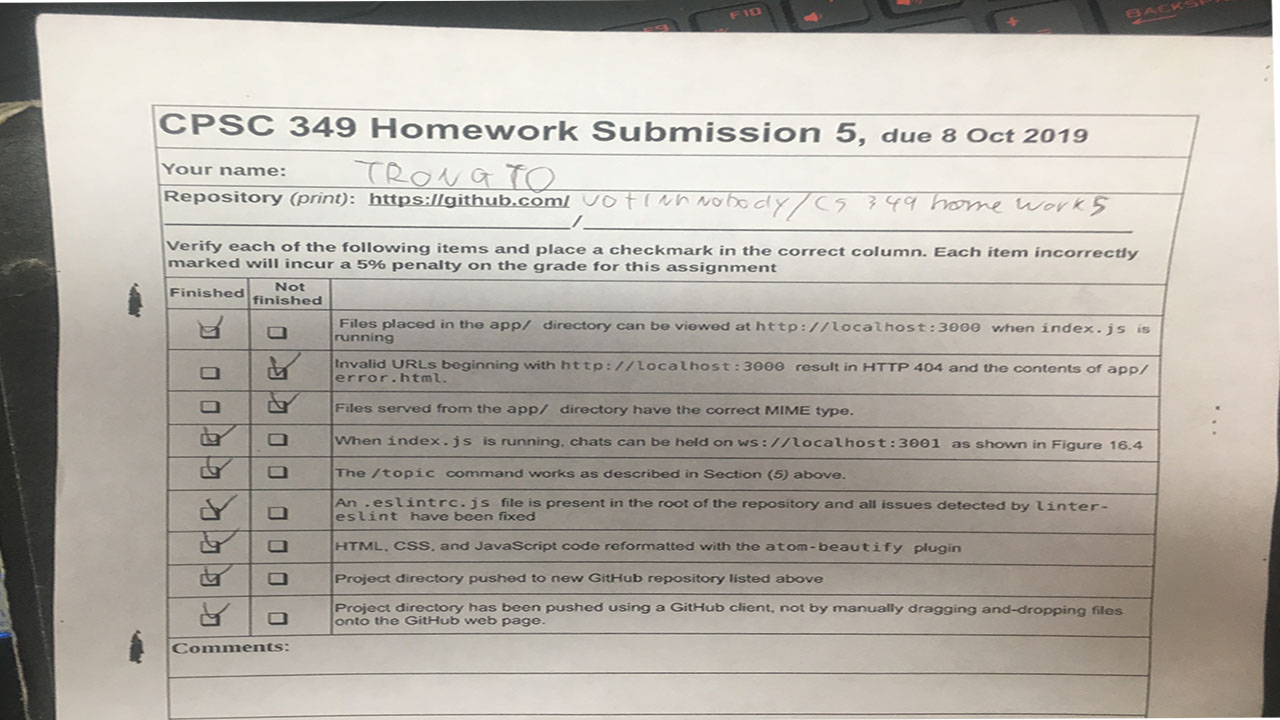 F9
F10
+
BACKSP
CPSC 349 Homework Submission 5, due 8 Oct 2019
Your name: TRONG TO
Repository (print): https://github.com/ votinhnobody/cs 349 home work 5
/
Verify each of the following items and place a checkmark in the correct column. Each item incorrectly
marked will incur a 5% penalty on the grade for this assignment
Finished
Not
finished
Files placed in the app/ directory can be viewed at http://localhost:3000 when index.js is
running
Invalid URLs beginning with http://localhost:3000 result in HTTP 404 and the contents of app/
error.html.
Files served from the app/ directory have the correct MIME type.
When index.js is running, chats can be held on ws://localhost:3001 as shown in Figure 16.4
The /topic command works as described in Section (5) above.
An .eslintrc.js file is present in the root of the repository and all issues detected by linter-
eslint have been fixed
HTML, CSS, and JavaScript code reformatted with the atom-beautify plugin
Project directory pushed to new GitHub repository listed above
Project directory has been pushed using a GitHub client, not by manually dragging and-dropping files
onto the GitHub web page.
Comments: